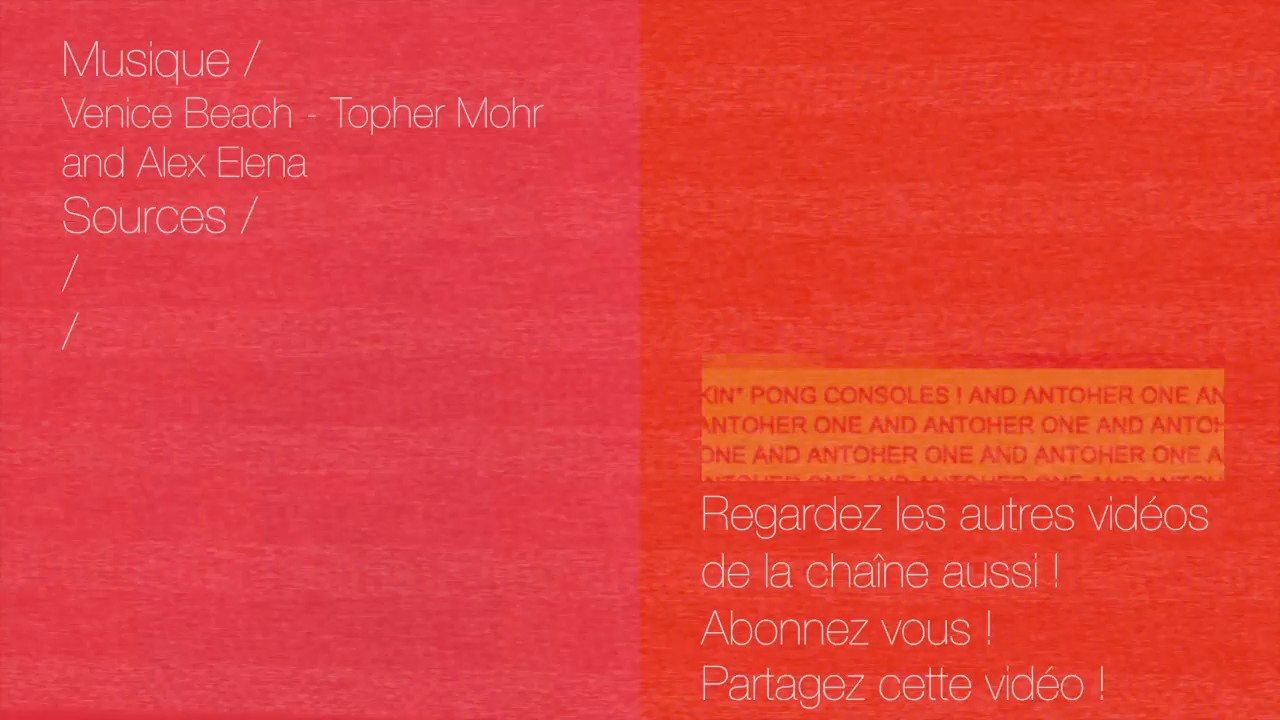 Musique /
Venice Beach - Topher Mohr
and Alex Elena
Sources /
/
/
KIN* PONG CONSOLES ! AND ANTOHER ONE AN
ANTOHER ONE AND ANTOHER ONE AND ANTOH
ONE AND ANTOHER ONE AND ANTOHER ONE A
Regardez les autres vidéos
de la chaîne aussi !
Abonnez vous !
Partagez cette vidéo !